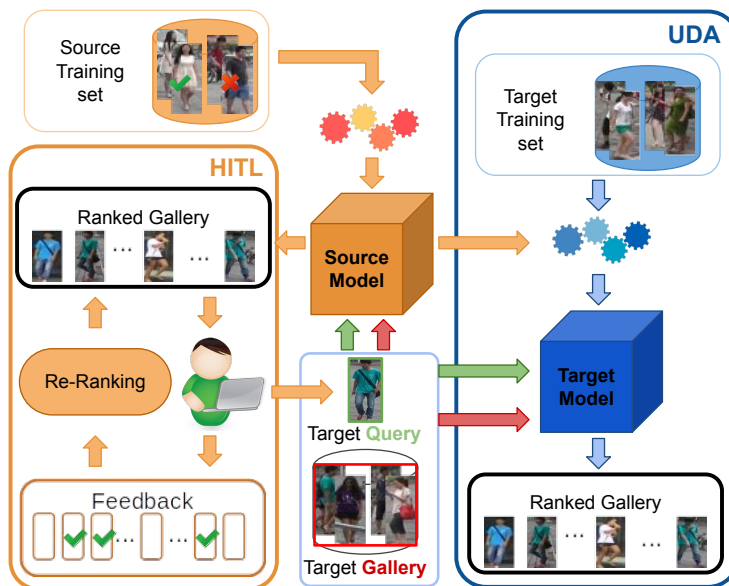 Source
Training
set
UDA
Target
Training
set
HITL
Ranked Gallery
... ...
Source
Model
Re-Ranking
Target Query
Target
Model
Feedback
... ...
Target Gallery
Ranked Gallery
... ...